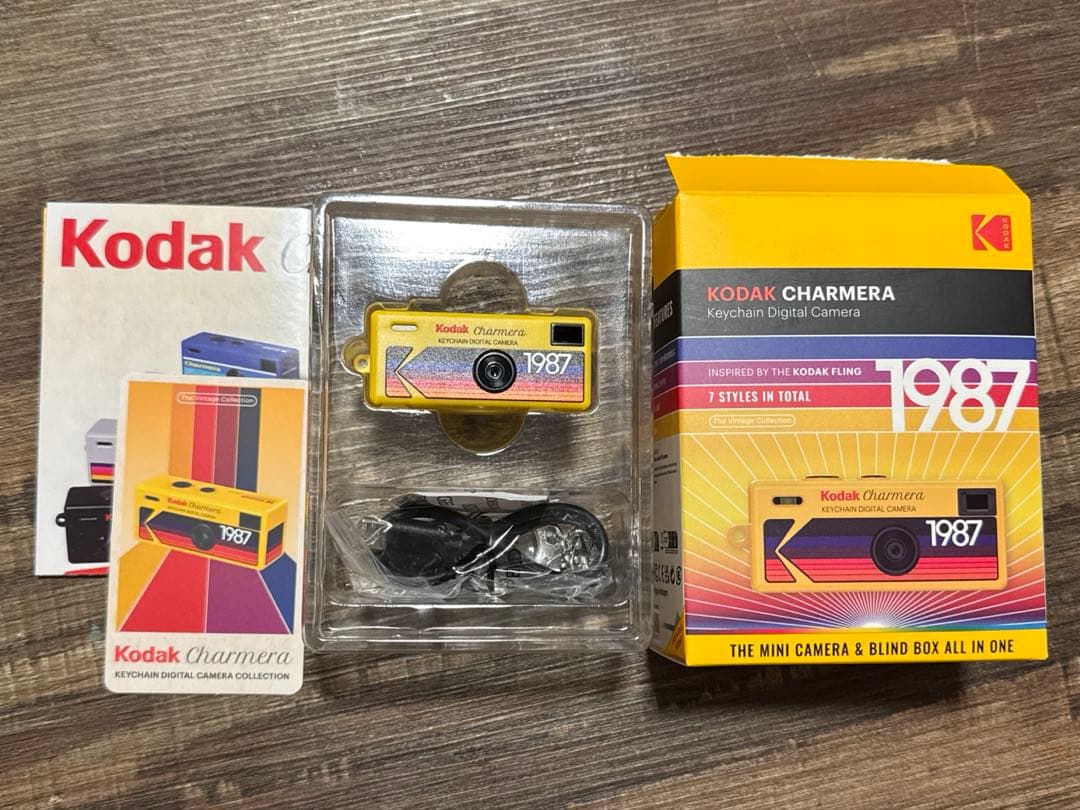 Kodak C
Charmera
The Vintage Collection
Kodak Charmera
KEYCHAIN DIGITAL CAMERA
1987
Kodak Charmera
KEYCHAIN DIGITAL CAMERA COLLECTION
Kodak Charmera
KEYCHAIN DIGITAL CAMERA
1987
KODAK
FEATURES
KODAK CHARMERA
Keychain Digital Camera
INSPIRED BY THE KODAK FLING
1987
7 STYLES IN TOTAL
The Vintage Collection
Kodak Charmera
KEYCHAIN DIGITAL CAMERA
1987
THE MINI CAMERA & BLIND BOX ALL IN ONE